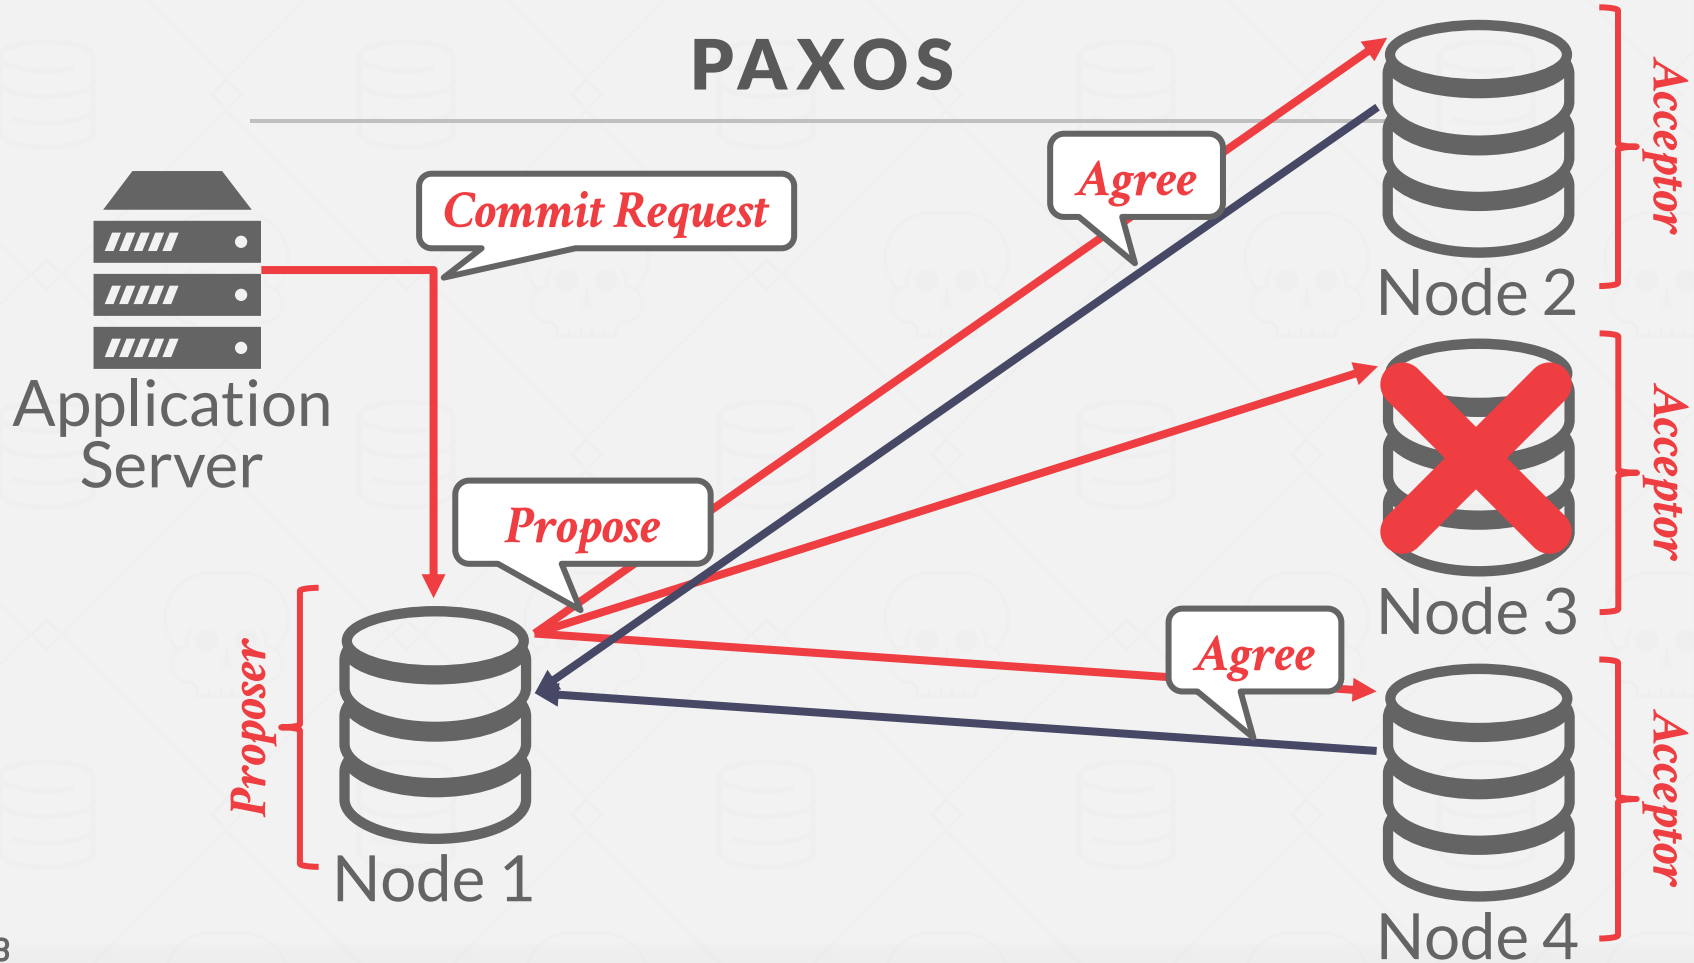 PAXOS
Commit Request
Agree
Acceptor
Node 2
Application
Server
Propose
Acceptor
Node 3
Agree
Proposer
Node 1
Acceptor
Node 4